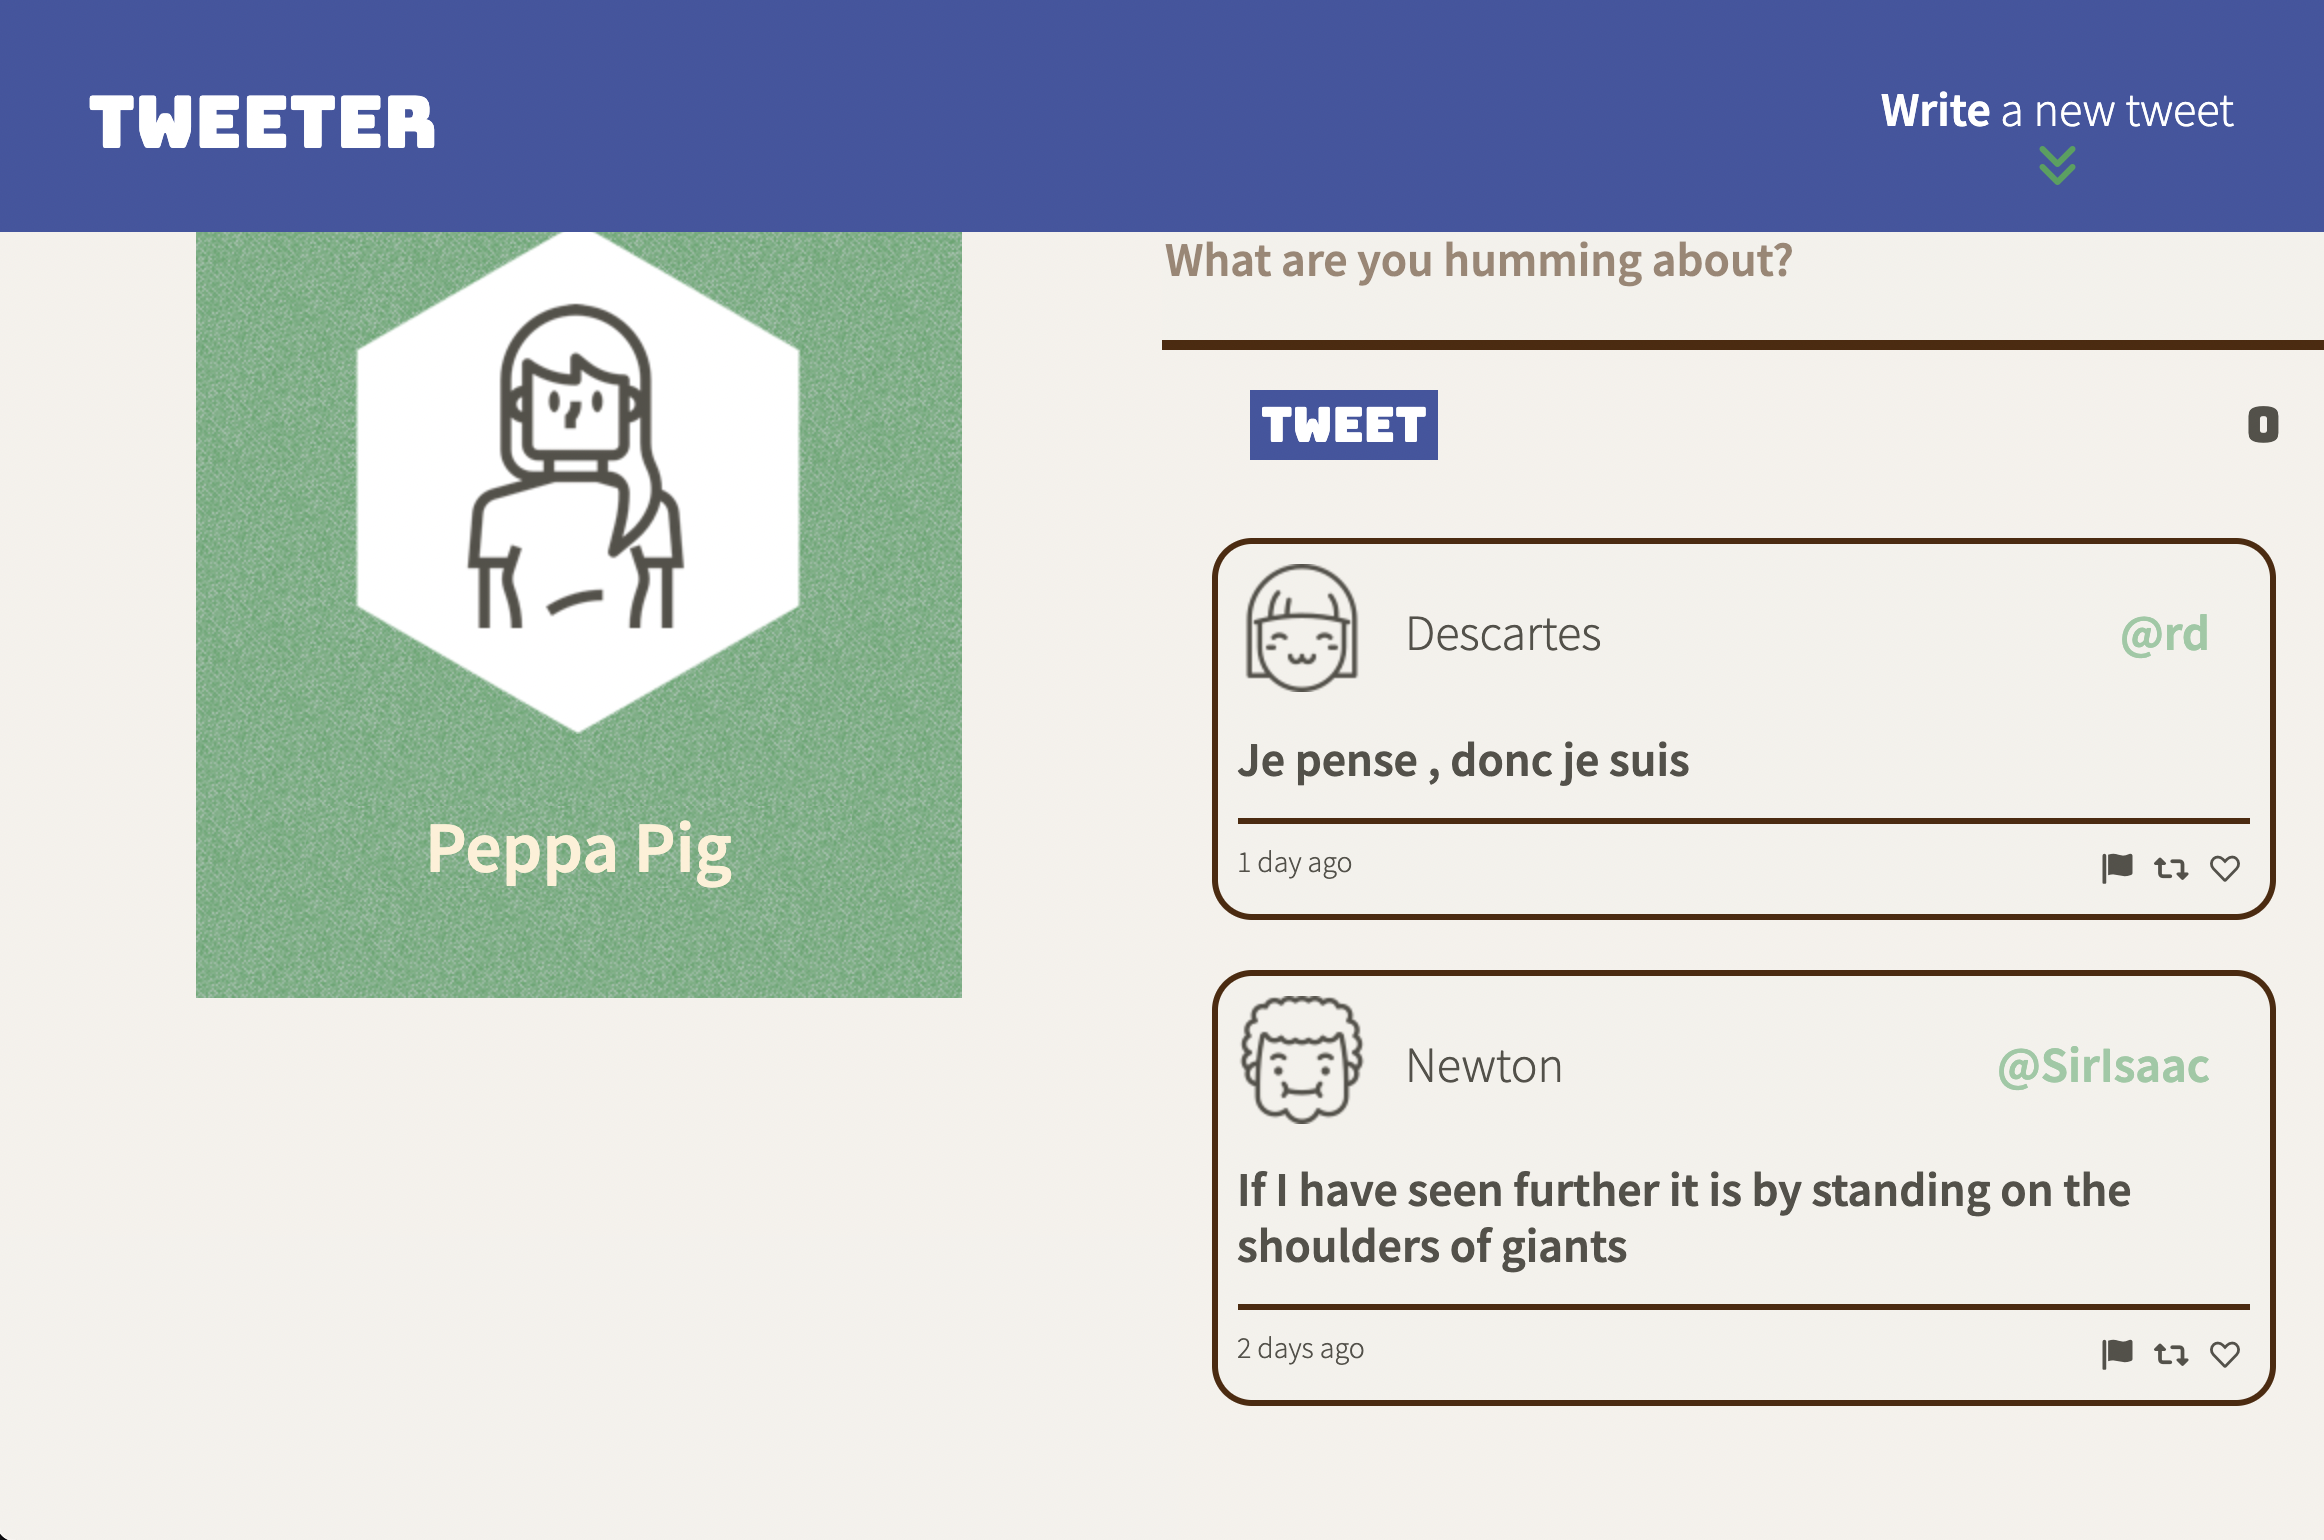 TWEETER
Write a new tweet
Peppa Pig
What are you humming about?
TWEET
0
Descartes
@rd
Je pense , donc je suis
1 day ago
Newton
@SirIsaac
If I have seen further it is by standing on the
shoulders of giants
2 days ago